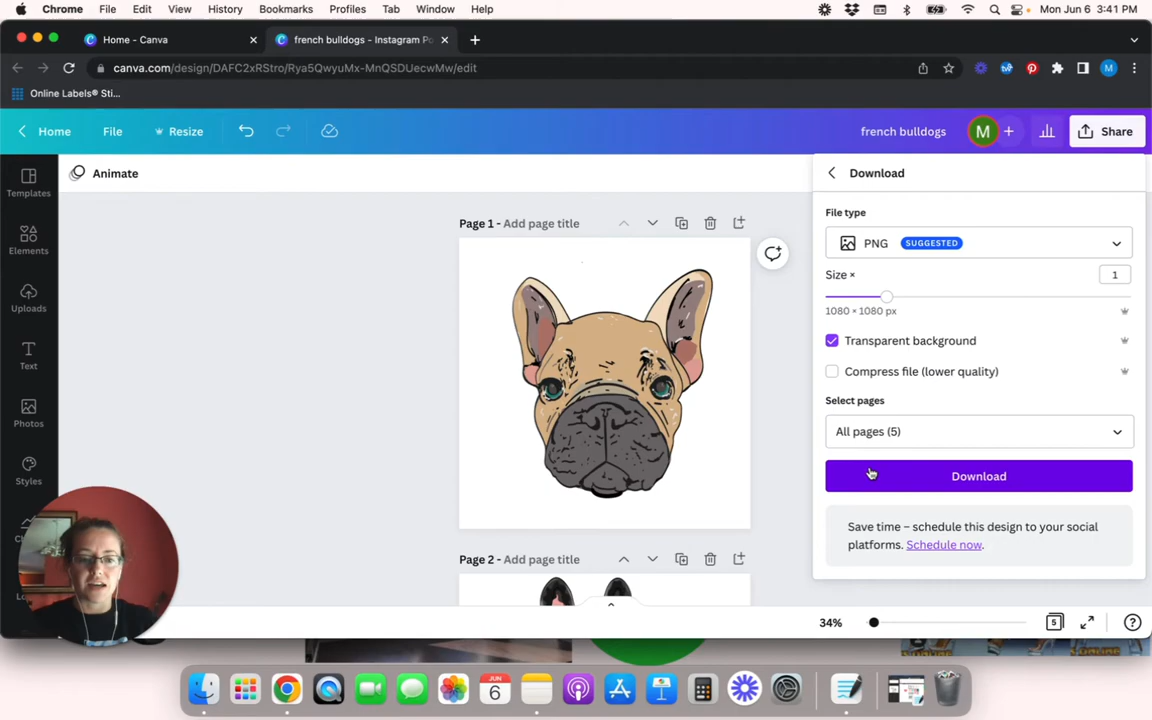 Chrome File Edit View History Bookmarks Profiles Tab Window Help Mon Jun 6 3:41 PM
Home - Canva french bulldogs - Instagram Po
canva.com/design/DAFC2xRStro/Rya5QwyuMx-MnQSDUecwMw/edit M
Online Labels® Sti...
Home File Resize french bulldogs M + Share
Templates
Elements
Uploads
Text
Photos
Styles
Animate
Page 1 - Add page title
Page 2 - Add page title
Download
File type
PNG SUGGESTED
Size × 1
1080 × 1080 px
Transparent background
Compress file (lower quality)
Select pages
All pages (5)
Download
Save time – schedule this design to your social
platforms. Schedule now.
34% 5 ?
JUN
6